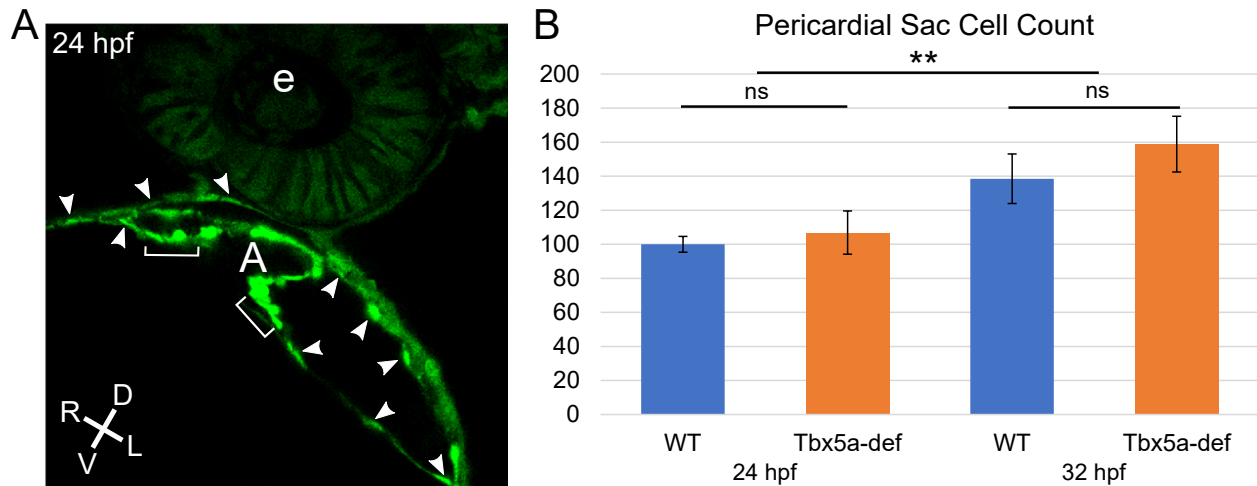 A
24 hpf
e
A
R
D
V
L
B
Pericardial Sac Cell Count
**
ns
ns
200
180
160
140
120
100
80
60
40
20
0
WT
Tbx5a-def
WT
Tbx5a-def
24 hpf
32 hpf